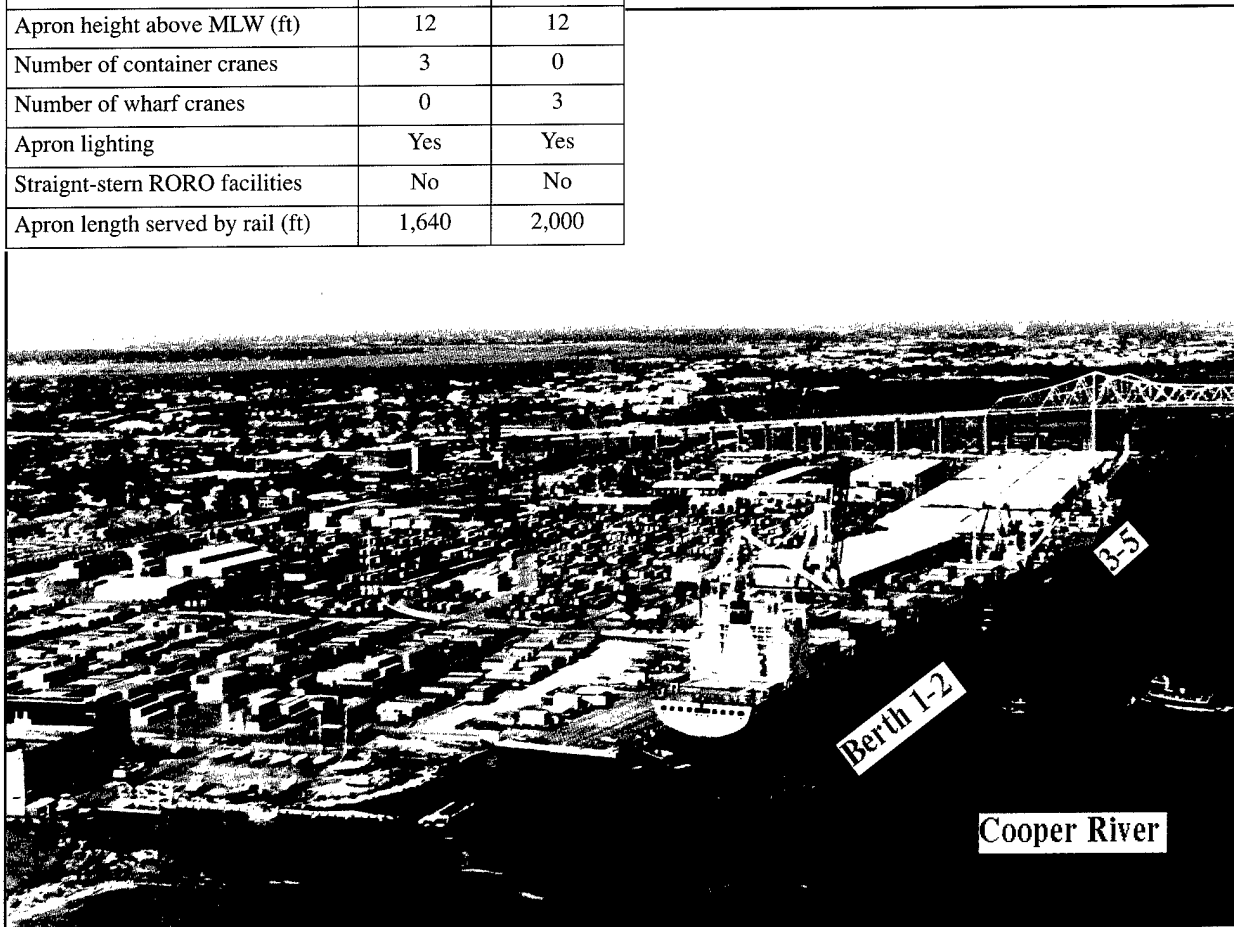 Apron height above MLW (ft) 12 12
Number of container cranes 3 0
Number of wharf cranes 0 3
Apron lighting Yes Yes
Straignt-stern RORO facilities No No
Apron length served by rail (ft) 1,640 2,000
3-5
Berth 1-2
Cooper River